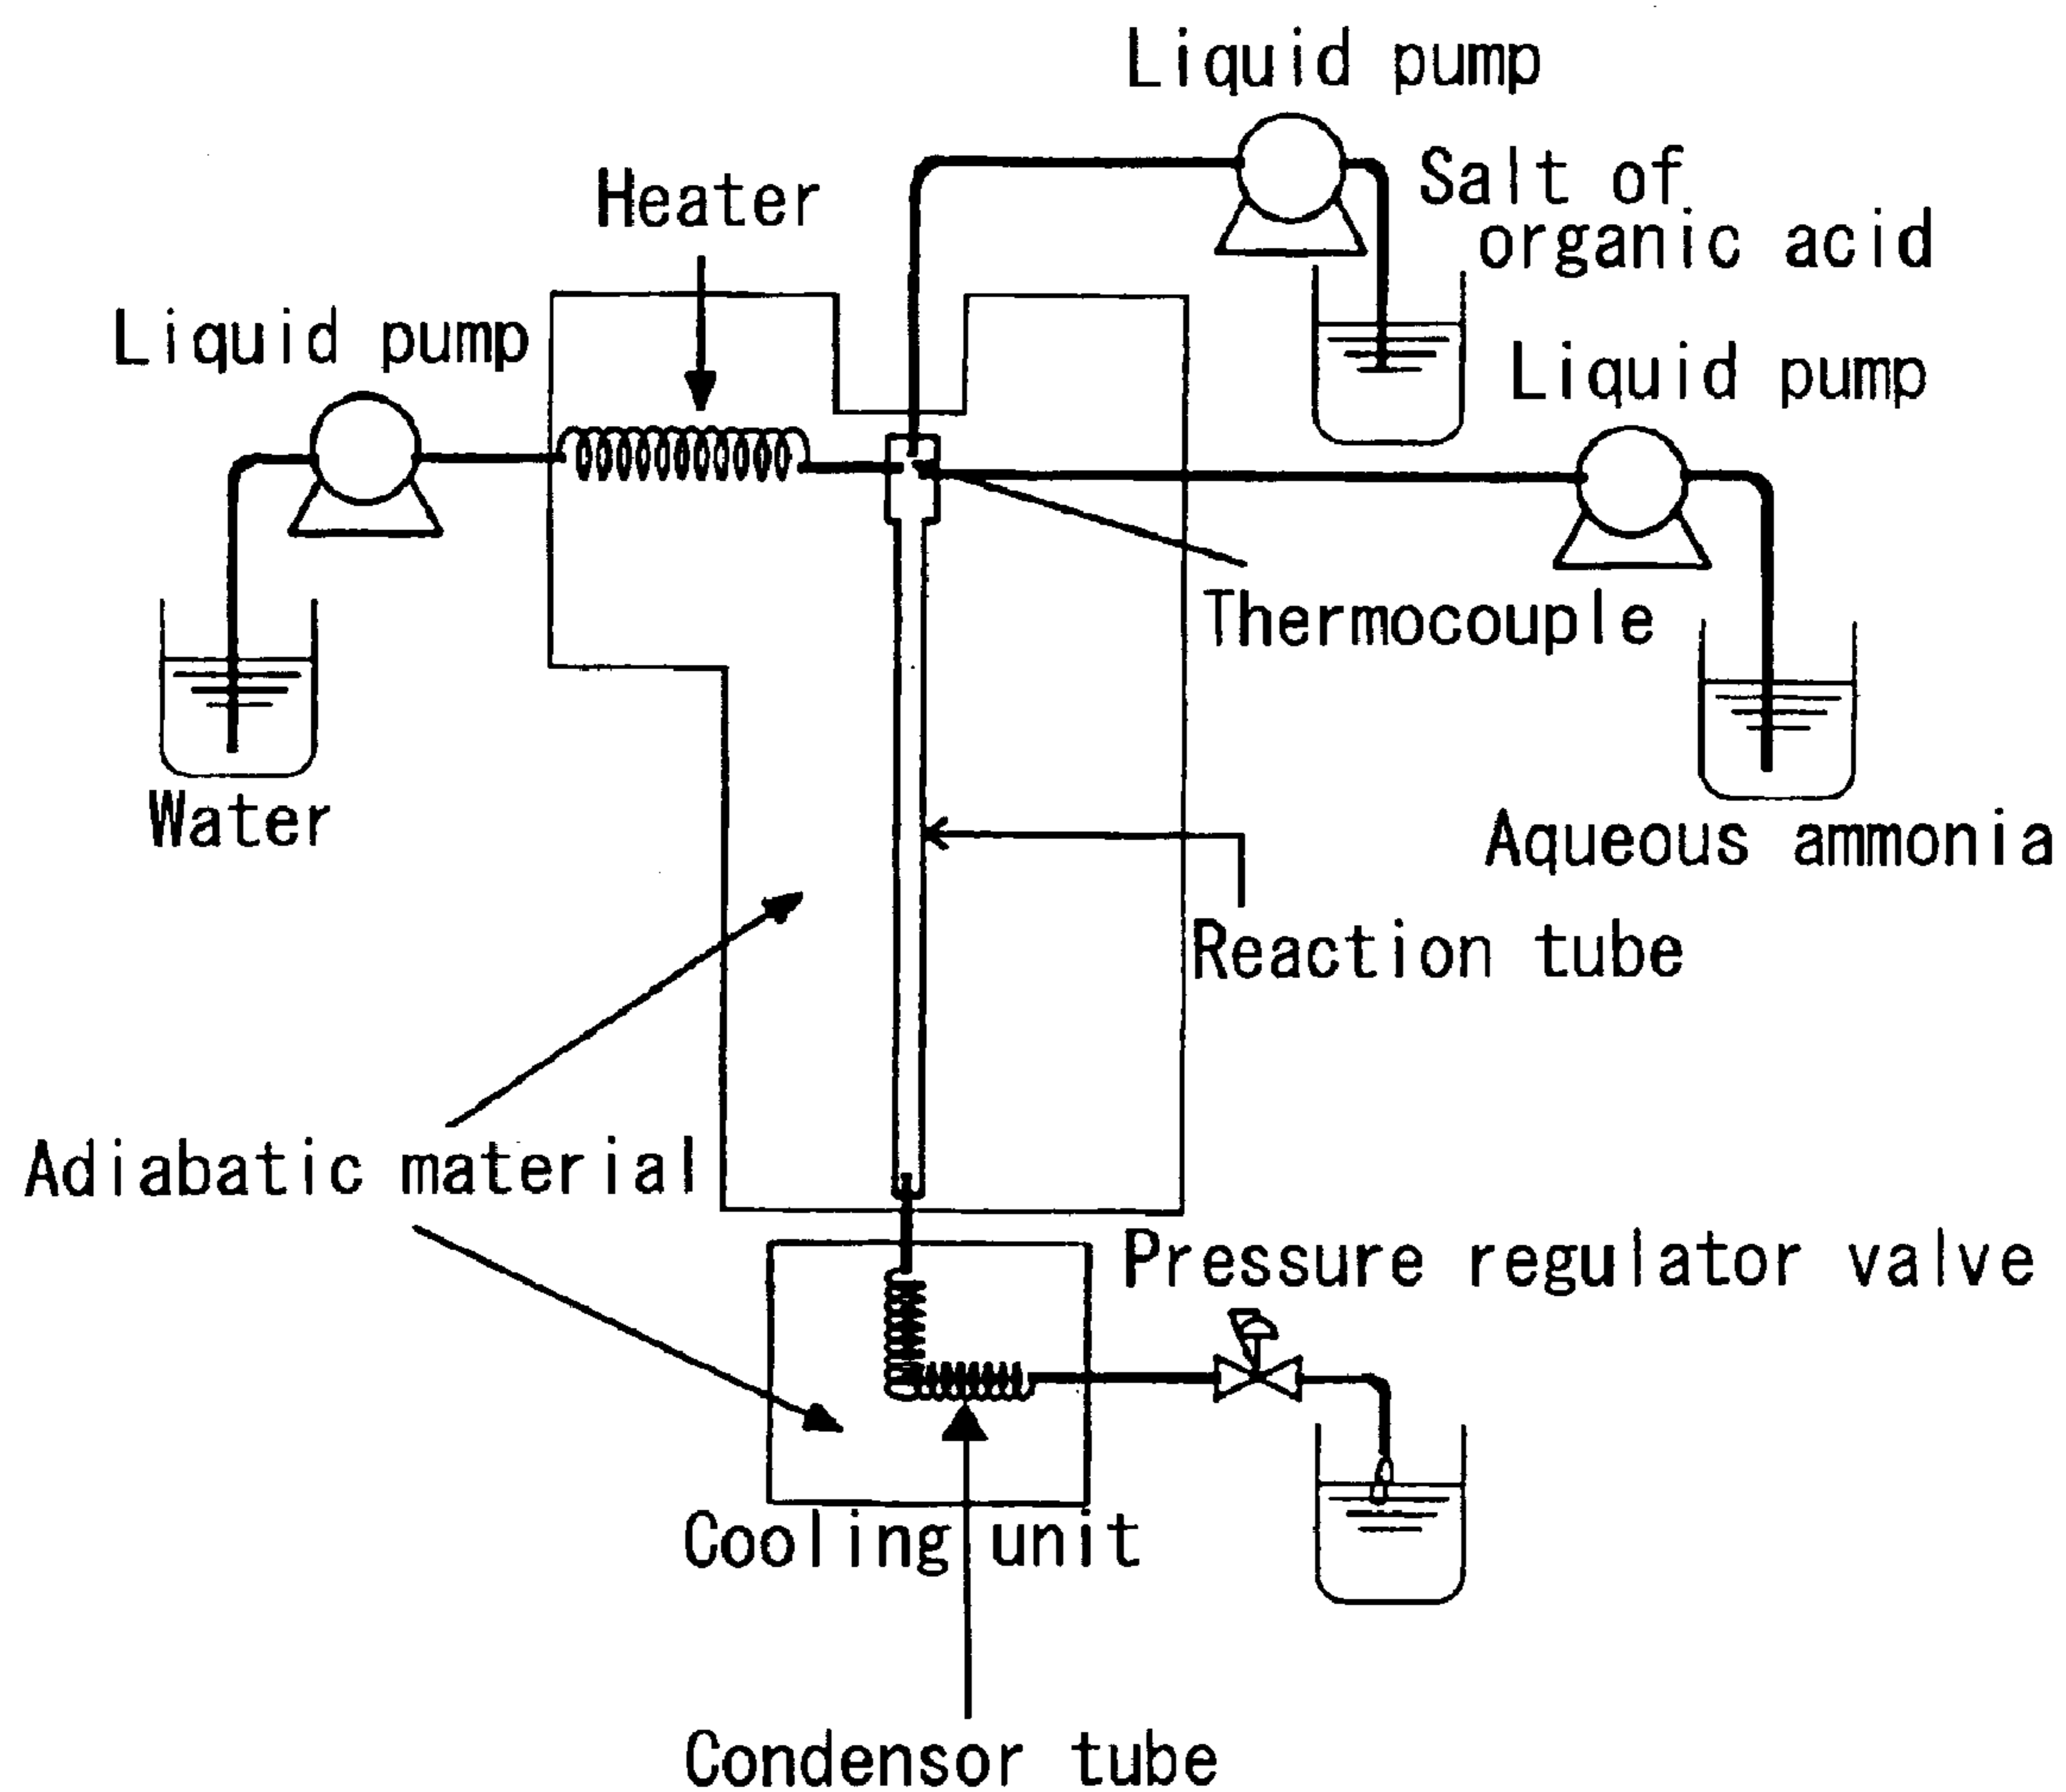 Liquid pump
Salt of
organic acid
Heater
Liquid pump
Liquid pump
Thermocouple
Water
Aqueous ammonia
Reaction tube
Adiabatic material
Pressure regulator valve
Cooling unit
Condensor tube